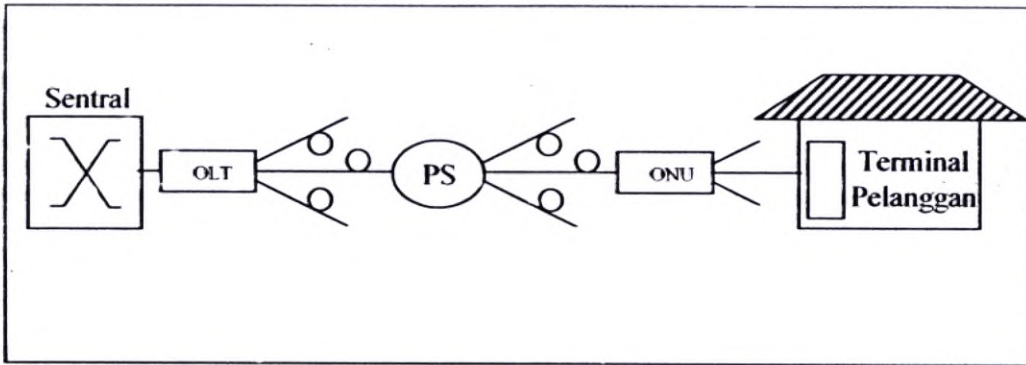 Sentral
OLT
PS
ONU
Terminal
Pelanggan